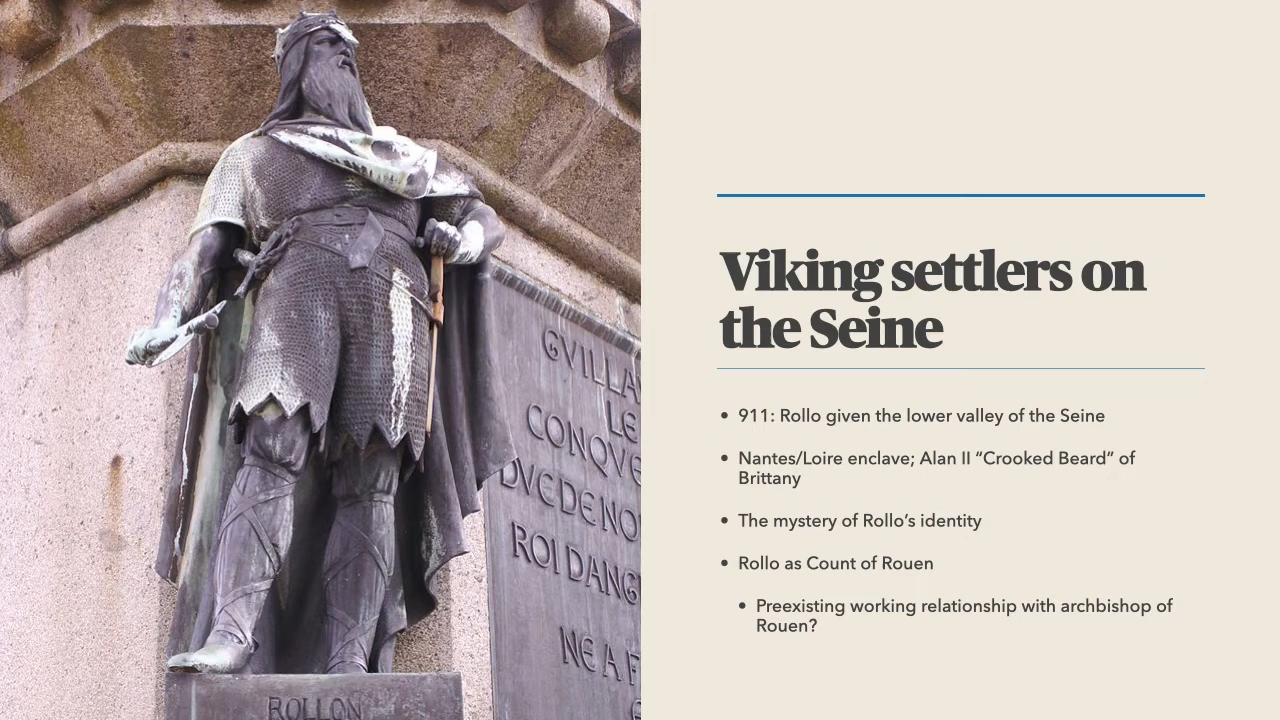 GVILLA
LE
CONQVE
DVC DE NO
ROI DANG
NE A F
ROLLON
Viking settlers on
the Seine
• 911: Rollo given the lower valley of the Seine
• Nantes/Loire enclave; Alan II “Crooked Beard” of
Brittany
• The mystery of Rollo’s identity
• Rollo as Count of Rouen
• Preexisting working relationship with archbishop of
Rouen?